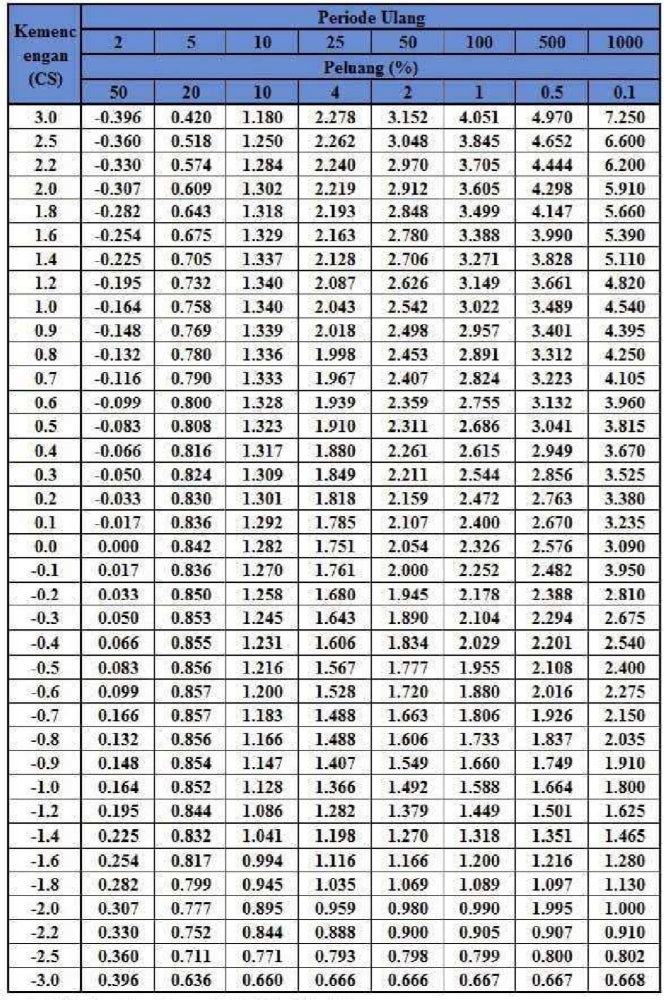 Periode Ulang
Kemenc
engan
(CS)
2 5 10 25 50 100 500 1000
Peluang (%)
50 20 10 4 2 1 0.5 0.1
3.0 -0.396 0.420 1.180 2.278 3.152 4.051 4.970 7.250
2.5 -0.360 0.518 1.250 2.262 3.048 3.845 4.652 6.600
2.2 -0.330 0.574 1.284 2.240 2.970 3.705 4.444 6.200
2.0 -0.307 0.609 1.302 2.219 2.912 3.605 4.298 5.910
1.8 -0.282 0.643 1.318 2.193 2.848 3.499 4.147 5.660
1.6 -0.254 0.675 1.329 2.163 2.780 3.388 3.990 5.390
1.4 -0.225 0.705 1.337 2.128 2.706 3.271 3.828 5.110
1.2 -0.195 0.732 1.340 2.087 2.626 3.149 3.661 4.820
1.0 -0.164 0.758 1.340 2.043 2.542 3.022 3.489 4.540
0.9 -0.148 0.769 1.339 2.018 2.498 2.957 3.401 4.395
0.8 -0.132 0.780 1.336 1.998 2.453 2.891 3.312 4.250
0.7 -0.116 0.790 1.333 1.967 2.407 2.824 3.223 4.105
0.6 -0.099 0.800 1.328 1.939 2.359 2.755 3.132 3.960
0.5 -0.083 0.808 1.323 1.910 2.311 2.686 3.041 3.815
0.4 -0.066 0.816 1.317 1.880 2.261 2.615 2.949 3.670
0.3 -0.050 0.824 1.309 1.849 2.211 2.544 2.856 3.525
0.2 -0.033 0.830 1.301 1.818 2.159 2.472 2.763 3.380
0.1 -0.017 0.836 1.292 1.785 2.107 2.400 2.670 3.235
0.0 0.000 0.842 1.282 1.751 2.054 2.326 2.576 3.090
-0.1 0.017 0.836 1.270 1.761 2.000 2.252 2.482 3.950
-0.2 0.033 0.850 1.258 1.680 1.945 2.178 2.388 2.810
-0.3 0.050 0.853 1.245 1.643 1.890 2.104 2.294 2.675
-0.4 0.066 0.855 1.231 1.606 1.834 2.029 2.201 2.540
-0.5 0.083 0.856 1.216 1.567 1.777 1.955 2.108 2.400
-0.6 0.099 0.857 1.200 1.528 1.720 1.880 2.016 2.275
-0.7 0.166 0.857 1.183 1.488 1.663 1.806 1.926 2.150
-0.8 0.132 0.856 1.166 1.488 1.606 1.733 1.837 2.035
-0.9 0.148 0.854 1.147 1.407 1.549 1.660 1.749 1.910
-1.0 0.164 0.852 1.128 1.366 1.492 1.588 1.664 1.800
-1.2 0.195 0.844 1.086 1.282 1.379 1.449 1.501 1.625
-1.4 0.225 0.832 1.041 1.198 1.270 1.318 1.351 1.465
-1.6 0.254 0.817 0.994 1.116 1.166 1.200 1.216 1.280
-1.8 0.282 0.799 0.945 1.035 1.069 1.089 1.097 1.130
-2.0 0.307 0.777 0.895 0.959 0.980 0.990 1.995 1.000
-2.2 0.330 0.752 0.844 0.888 0.900 0.905 0.907 0.910
-2.5 0.360 0.711 0.771 0.793 0.798 0.799 0.800 0.802
-3.0 0.396 0.636 0.660 0.666 0.666 0.667 0.667 0.668